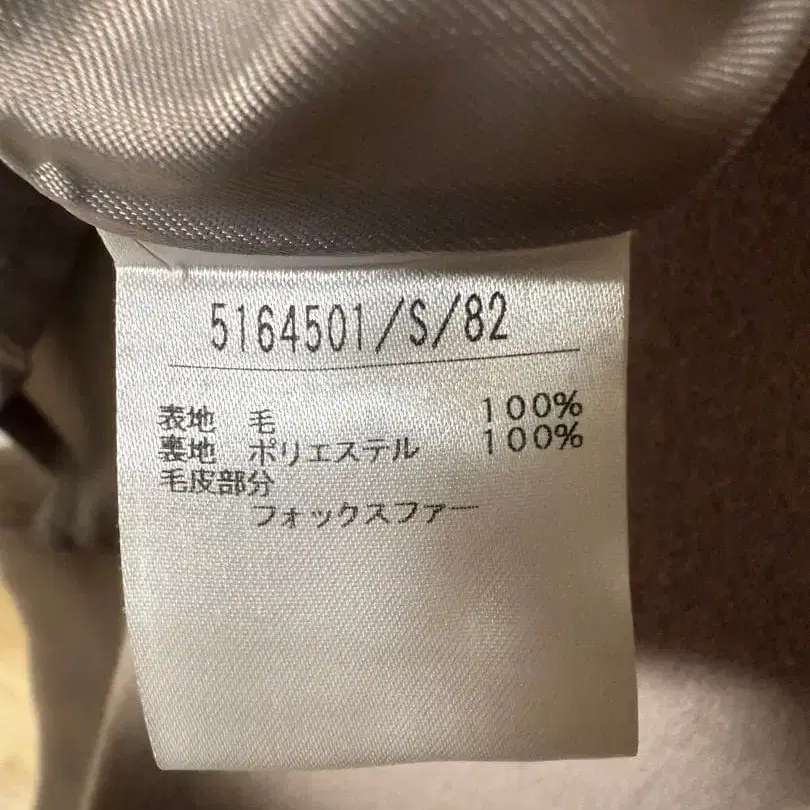 5164501/S/82
表地 毛 100%
裏地 ポリエステル 100%
毛皮部分
フォックスファー